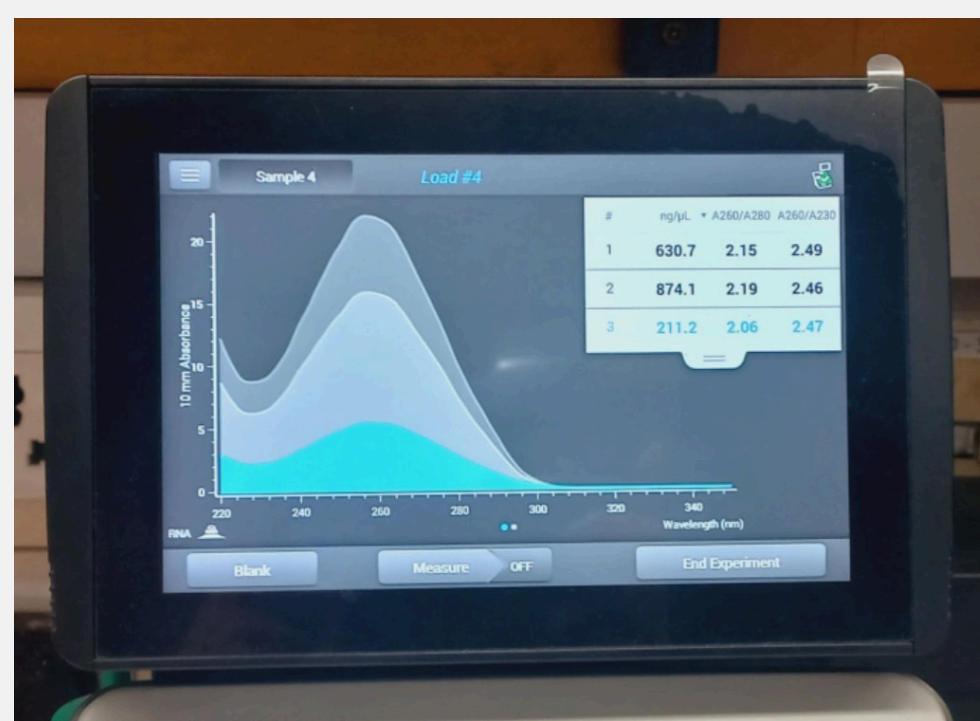 Sample 4
Load #4
# ng/µL ▼ A260/A280 A260/A230
1 630.7 2.15 2.49
2 874.1 2.19 2.46
3 211.2 2.06 2.47
20
15
10
5
0
10 mm Absorbance
220 240 260 280 300 320 340
Wavelength (nm)
RNA
Blank
Measure OFF
End Experiment